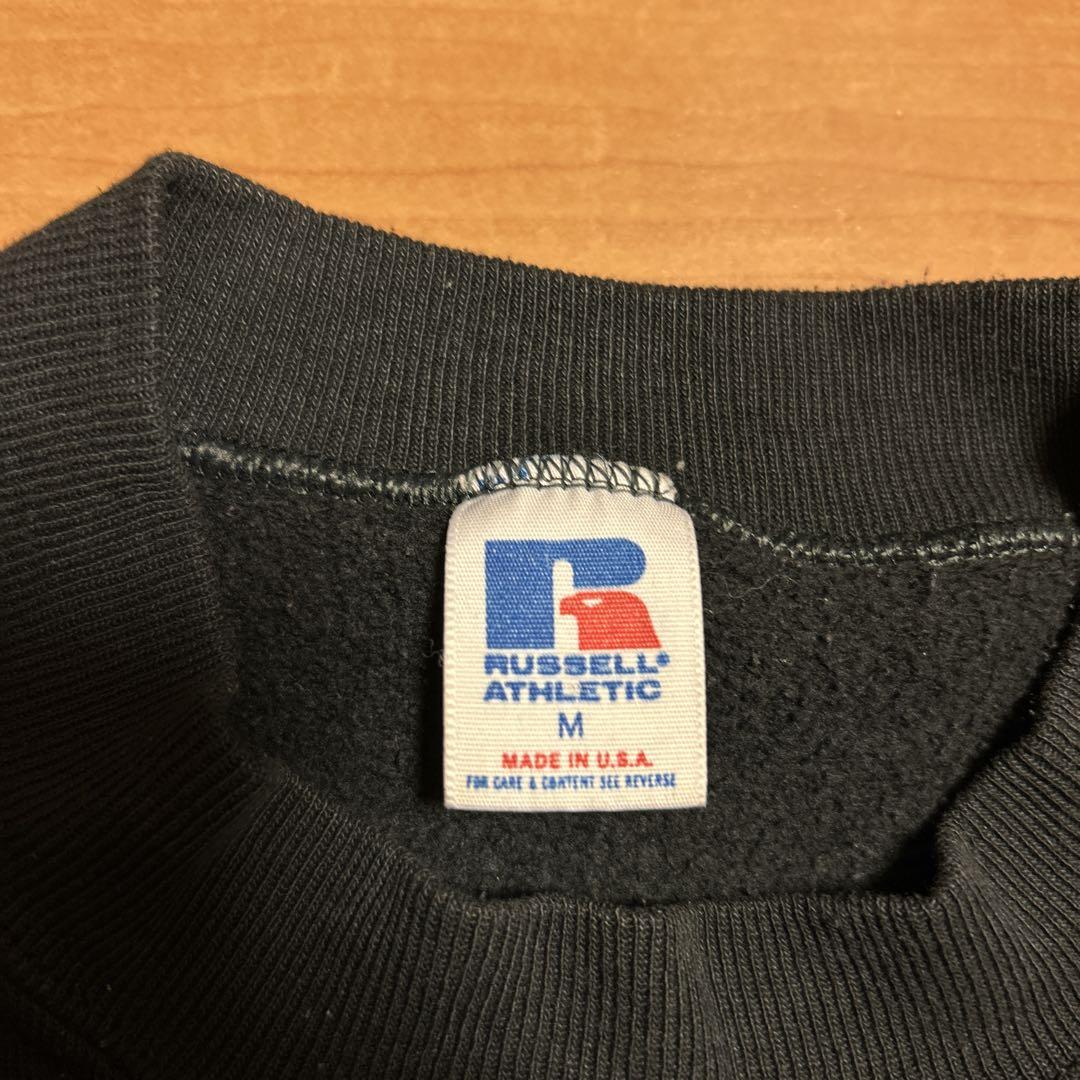 R
RUSSELL®
ATHLETIC
M
MADE IN U.S.A.
FOR CARE & CONTENT SEE REVERSE